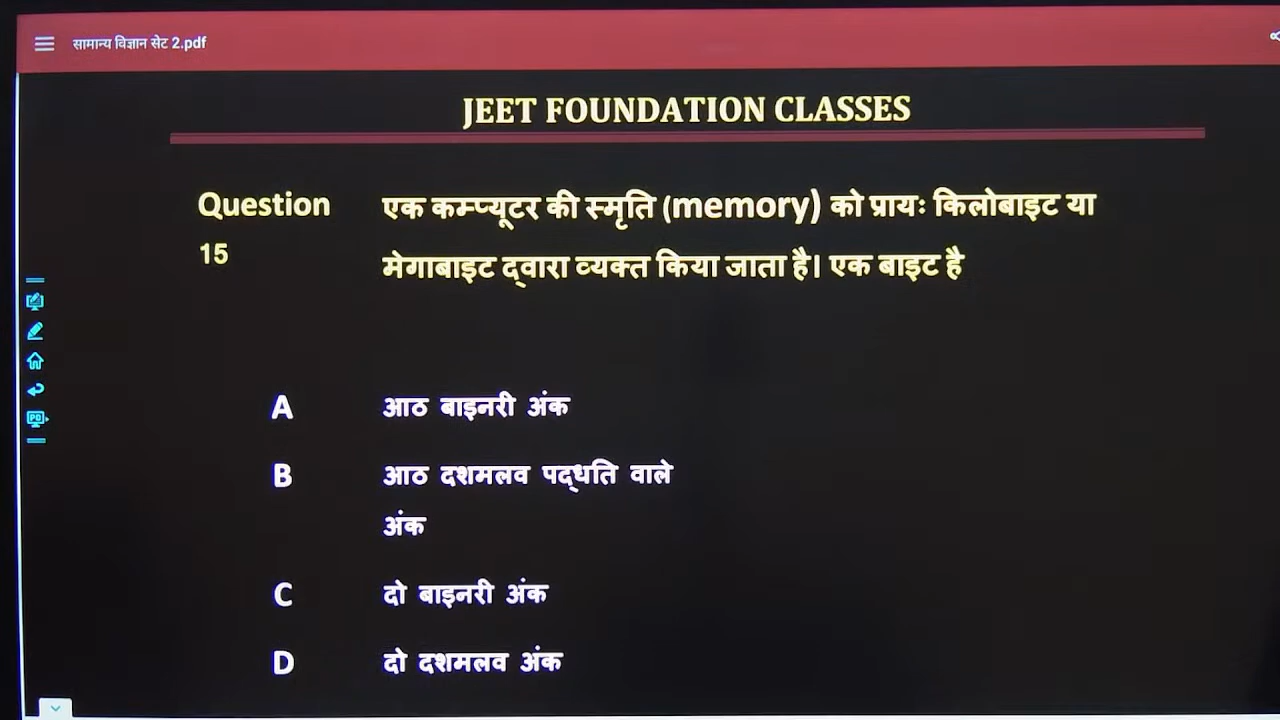 सामान्य विज्ञान सेट 2.pdf
JEET FOUNDATION CLASSES
Question 15
एक कम्प्यूटर की स्मृति (memory) को प्रायः किलोबाइट या
मेगाबाइट द्वारा व्यक्त किया जाता है। एक बाइट है
A आठ बाइनरी अंक
B आठ दशमलव पद्धति वाले
अंक
C दो बाइनरी अंक
D दो दशमलव अंक